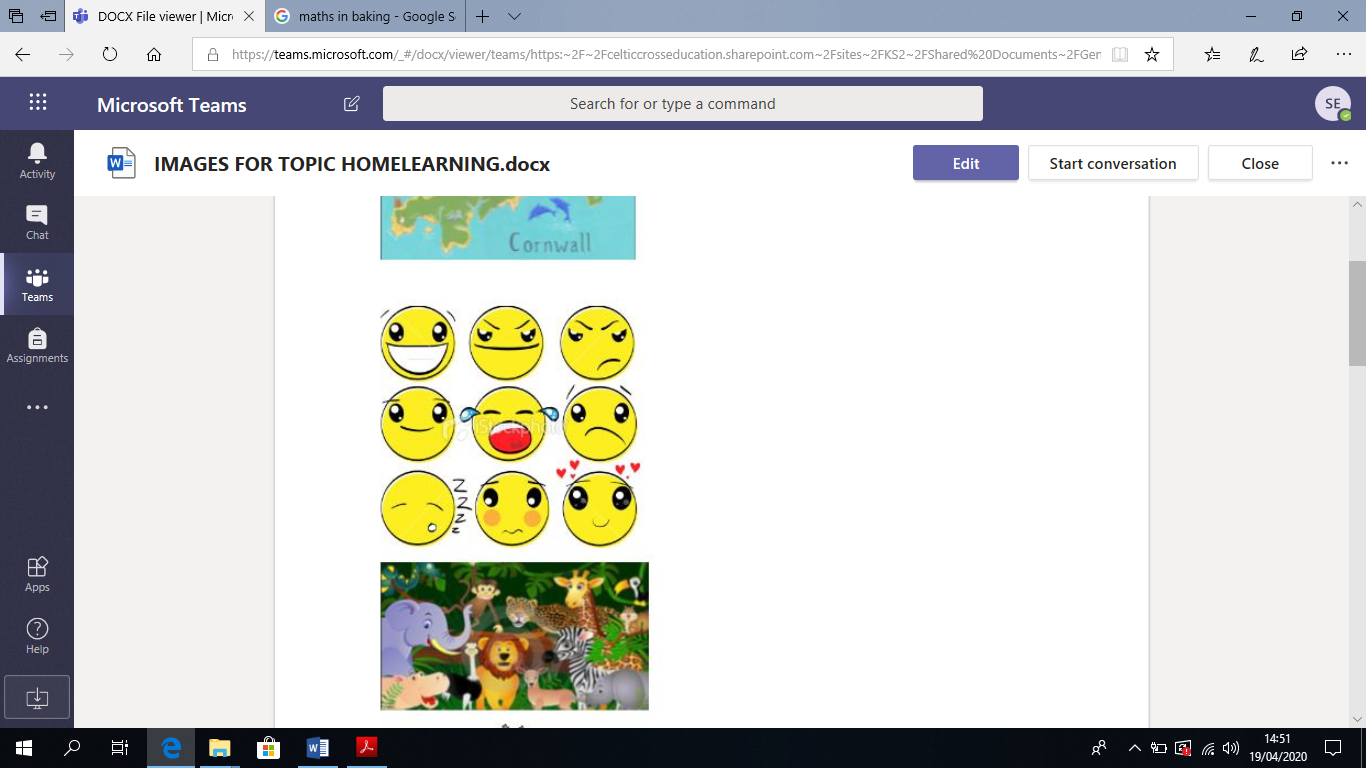 DOCX File viewer | Micr
maths in baking - Google S
https://teams.microsoft.com/_#/docx/viewer/teams/https:~2F~2Fcelticcrosseducation.sharepoint.com~2Fsites~2FKS2~2FShared%20Documents~2FGen
Microsoft Teams
Search for or type a command
SE
Activity
Chat
Teams
Assignments
Apps
Help
IMAGES FOR TOPIC HOMELEARNING.docx
Edit
Start conversation
Close
Cornwall
iStockphoto
Z
Z
Z
z
14:51
19/04/2020